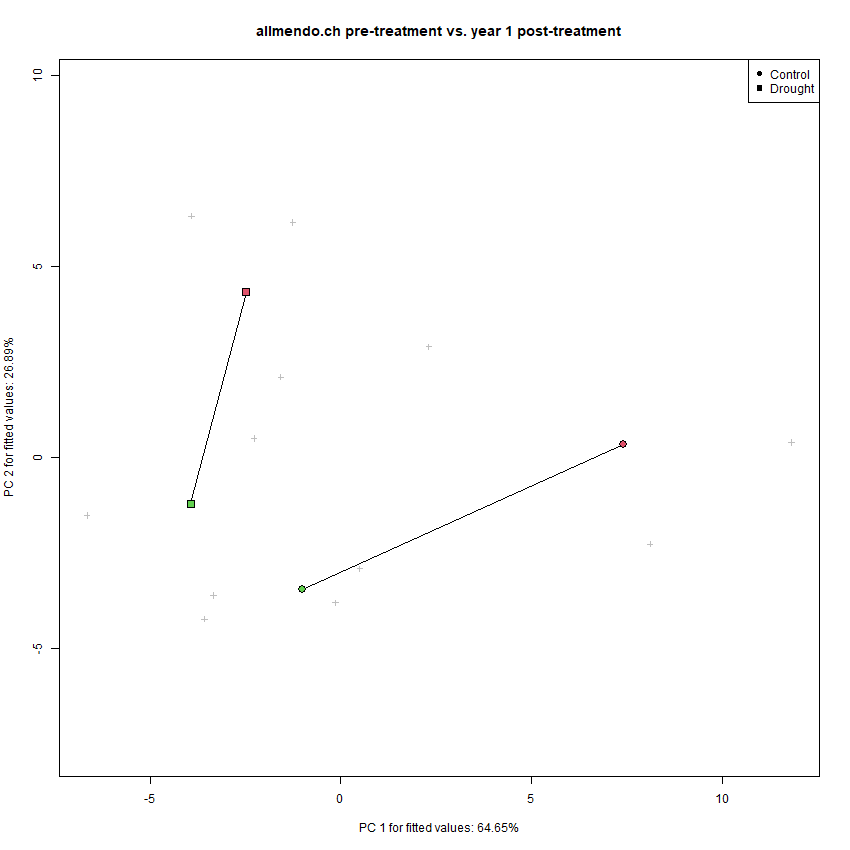 allmendo.ch pre-treatment vs. year 1 post-treatment
Control
Drought
10
5
0
-5
PC 2 for fitted values: 26.89%
-5
0
5
10
PC 1 for fitted values: 64.65%